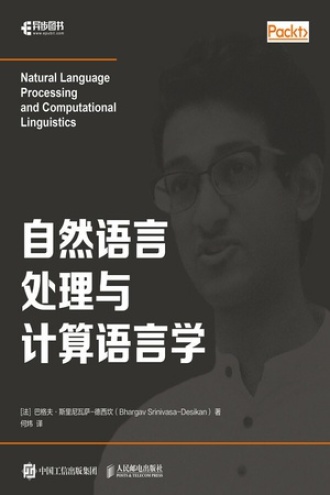 异步图书
www.epubit.com
Packt>
Natural Language
Processing
and Computational
Linguistics
自然语言
处理与
计算语言学
[法] 巴格夫·斯里尼瓦萨-德西坎（Bhargav Srinivasa-Desikan）著
何炜 译
中国工信出版集团
人民邮电出版社
POSTS & TELECOM PRESS